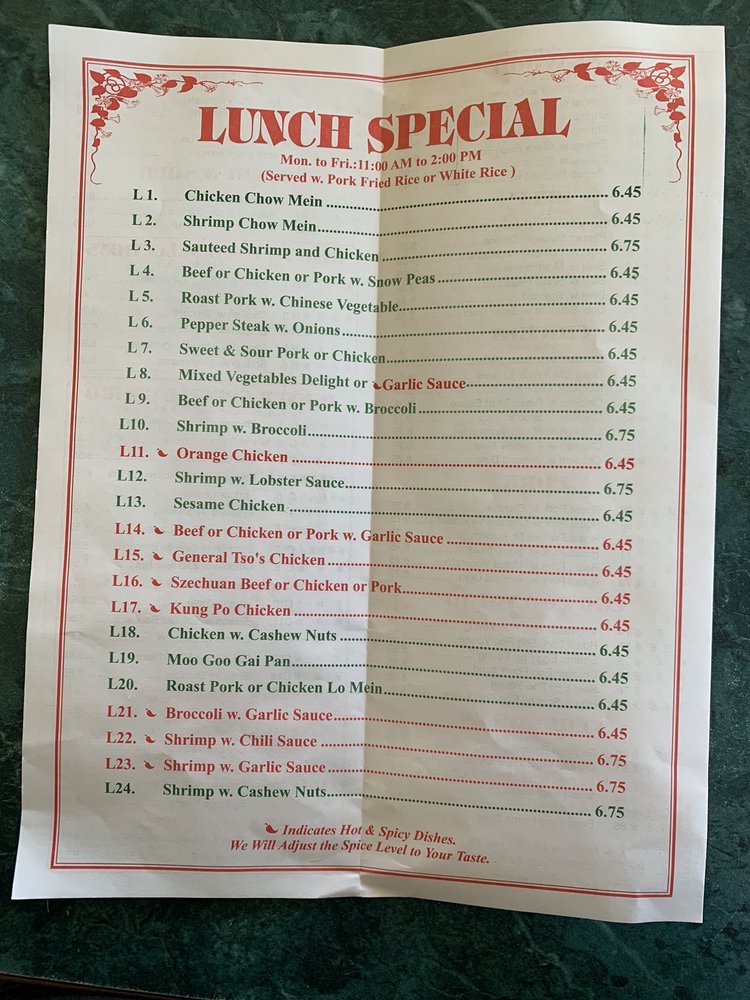 LUNCH SPECIAL
Mon. to Fri.:11:00 AM to 2:00 PM
(Served w. Pork Fried Rice or White Rice )
L 1. Chicken Chow Mein 6.45
L 2. Shrimp Chow Mein 6.45
L 3. Sauteed Shrimp and Chicken 6.75
L 4. Beef or Chicken or Pork w. Snow Peas 6.45
L 5. Roast Pork w. Chinese Vegetable 6.45
L 6. Pepper Steak w. Onions 6.45
L 7. Sweet & Sour Pork or Chicken 6.45
L 8. Mixed Vegetables Delight or Garlic Sauce 6.45
L 9. Beef or Chicken or Pork w. Broccoli 6.45
L10. Shrimp w. Broccoli 6.75
L11. Orange Chicken 6.45
L12. Shrimp w. Lobster Sauce 6.75
L13. Sesame Chicken 6.45
L14. Beef or Chicken or Pork w. Garlic Sauce 6.45
L15. General Tso's Chicken 6.45
L16. Szechuan Beef or Chicken or Pork 6.45
L17. Kung Po Chicken 6.45
L18. Chicken w. Cashew Nuts 6.45
L19. Moo Goo Gai Pan 6.45
L20. Roast Pork or Chicken Lo Mein 6.45
L21. Broccoli w. Garlic Sauce 6.45
L22. Shrimp w. Chili Sauce 6.75
L23. Shrimp w. Garlic Sauce 6.75
L24. Shrimp w. Cashew Nuts 6.75
Indicates Hot & Spicy Dishes.
We Will Adjust the Spice Level to Your Taste.